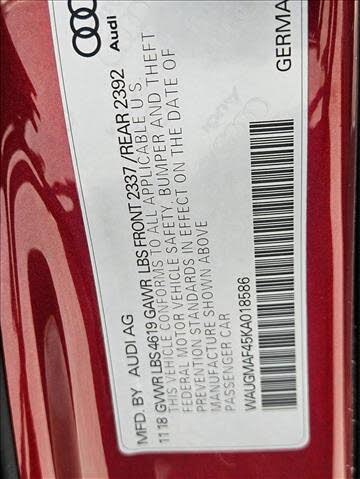 Audi
GERMA
MFD. BY AUDI AG
11 18 GVWR LBS 4619 GAWR LBS FRONT 2337 / REAR 2392
THIS VEHICLE CONFORMS TO ALL APPLICABLE U S.
FEDERAL MOTOR VEHICLE SAFETY, BUMPER AND THEFT
PREVENTION STANDARDS IN EFFECT ON THE DATE OF
MANUFACTURE SHOWN ABOVE
PASSENGER CAR
WAUGMAF45KA018586